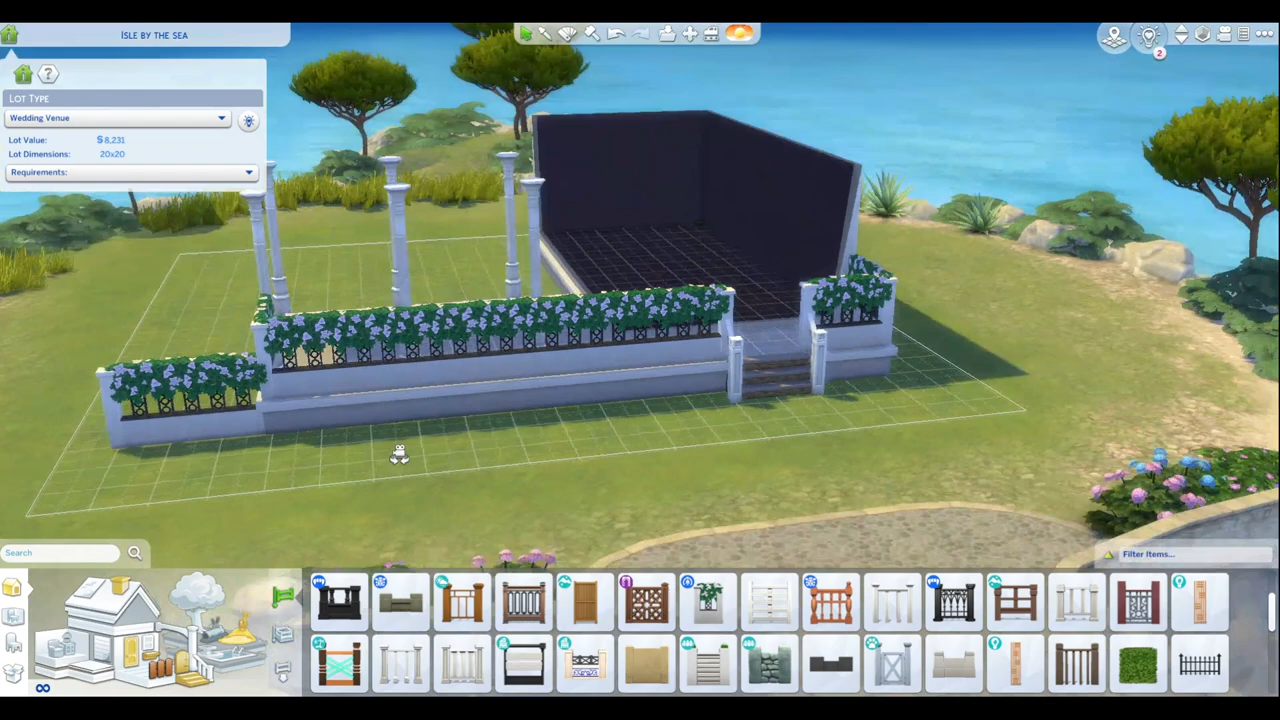 ISLE BY THE SEA
2
LOT TYPE
Wedding Venue
Lot Value: $8,231
Lot Dimensions: 20x20
Requirements:
Search
Filter Items...